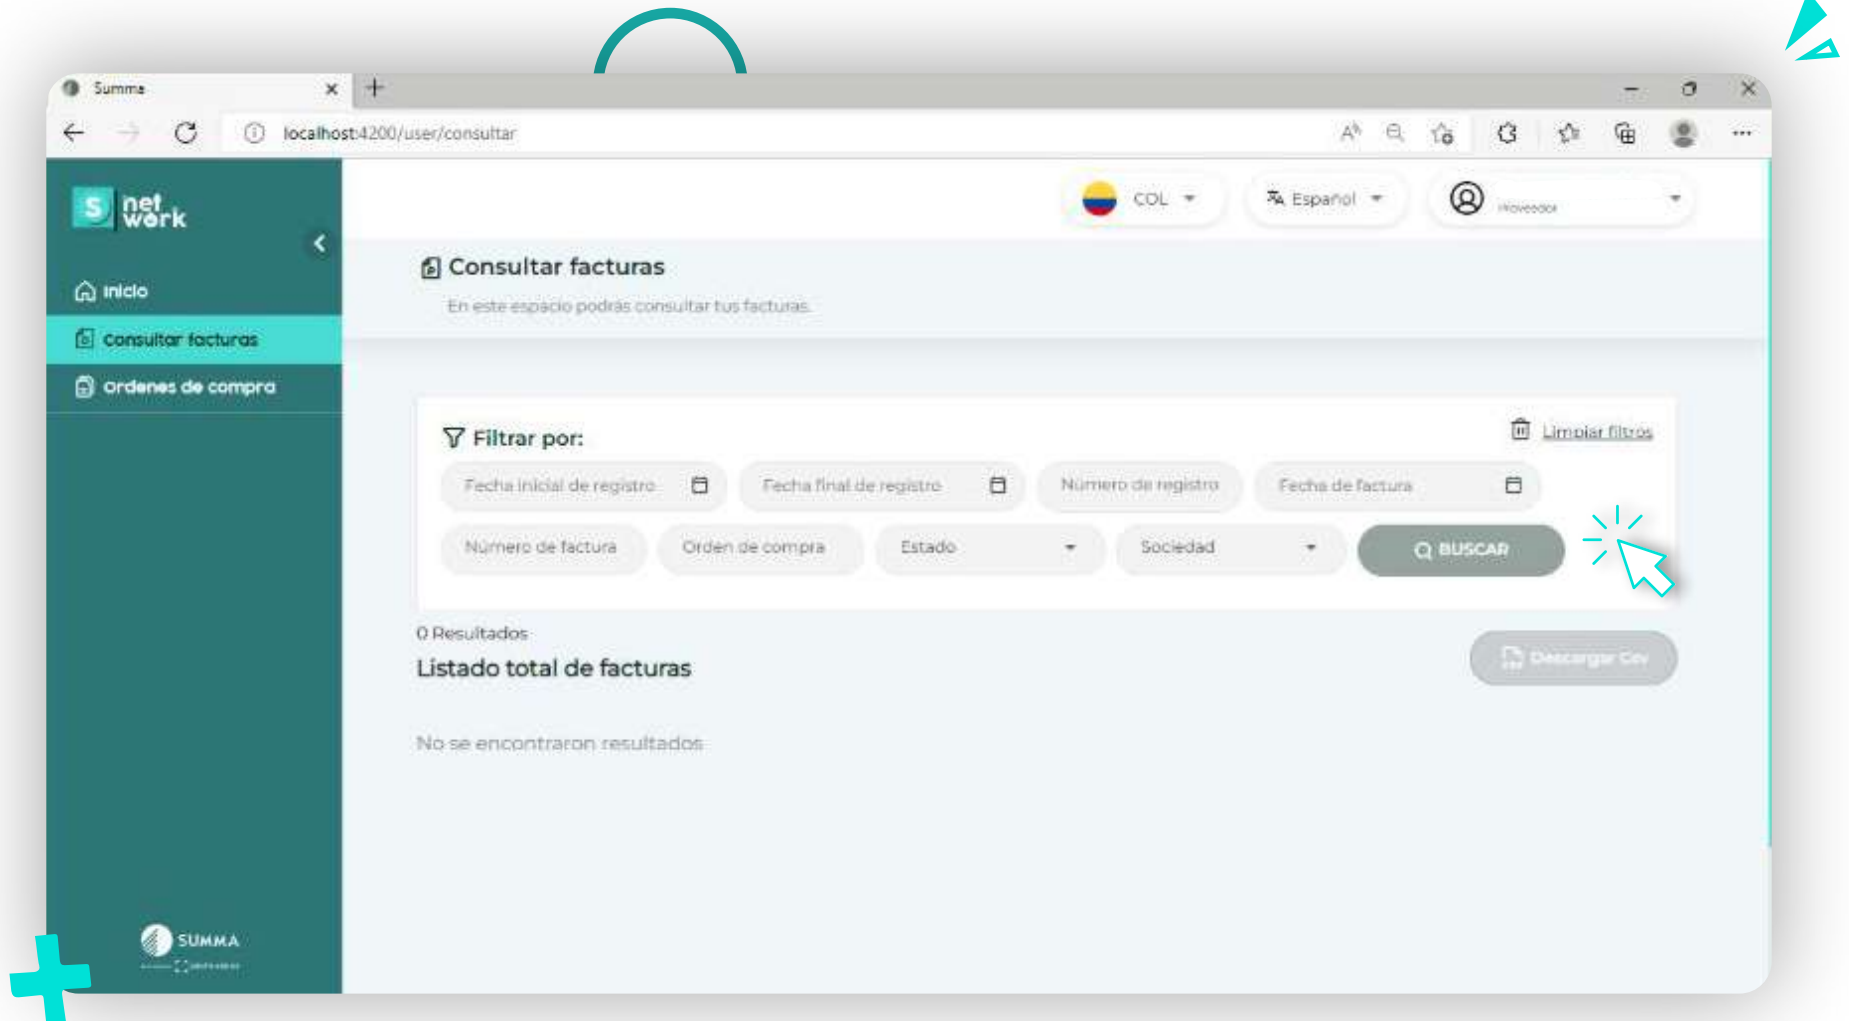 Summa
localhost:4200/user/consultar
S net
work
COL
Español
Proveedor
Inicio
Consultar facturas
Ordenes de compra
Consultar facturas
En este espacio podrás consultar tus facturas.
Filtrar por:
Limpiar filtros
Fecha inicial de registro
Fecha final de registro
Número de registro
Fecha de factura
Número de factura
Orden de compra
Estado
Sociedad
BUSCAR
0 Resultados
Listado total de facturas
Descargar Csv
No se encontraron resultados
SUMMA